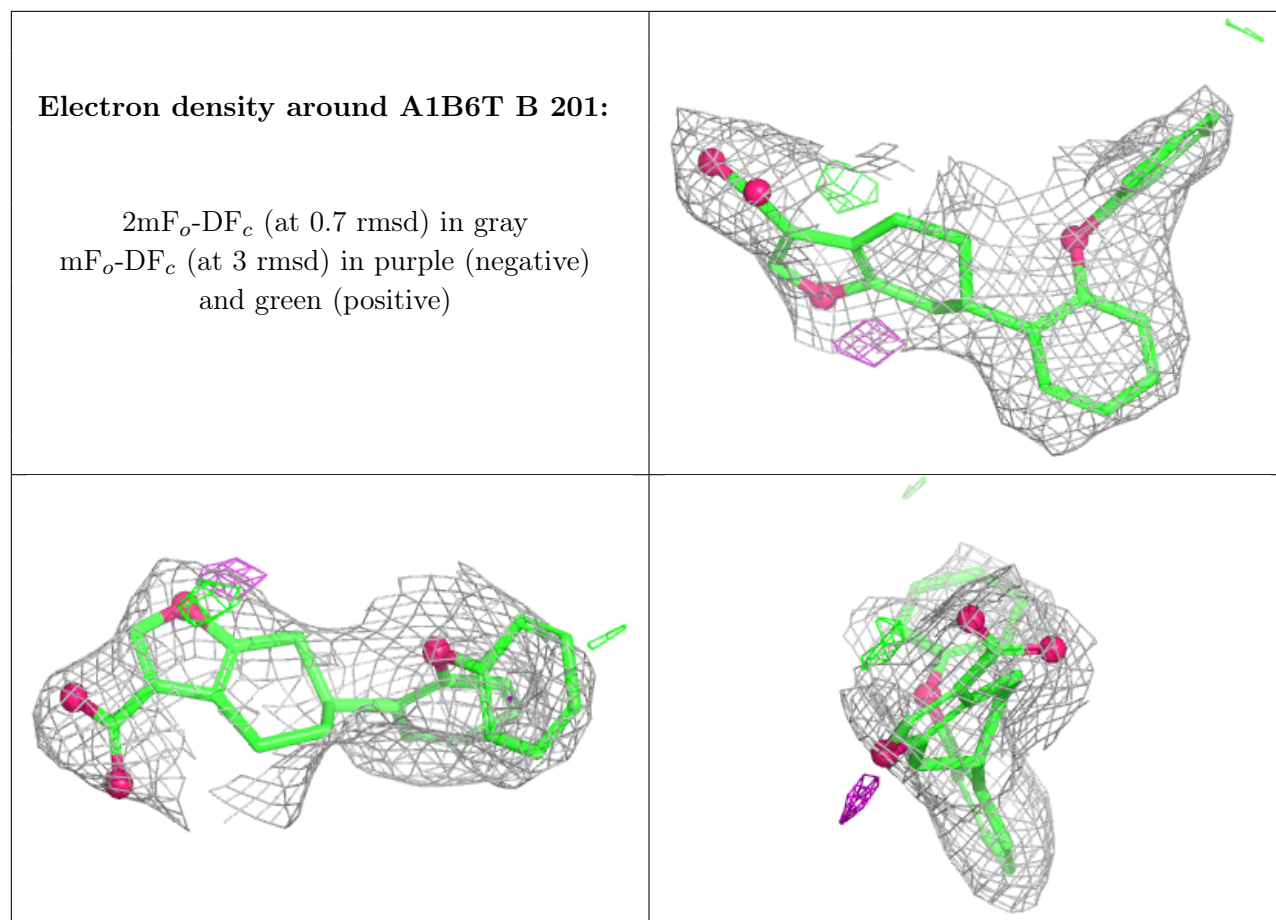 Electron density around A1B6T B 201:
2mFo-DFc (at 0.7 rmsd) in gray
mFo-DFc (at 3 rmsd) in purple (negative)
and green (positive)